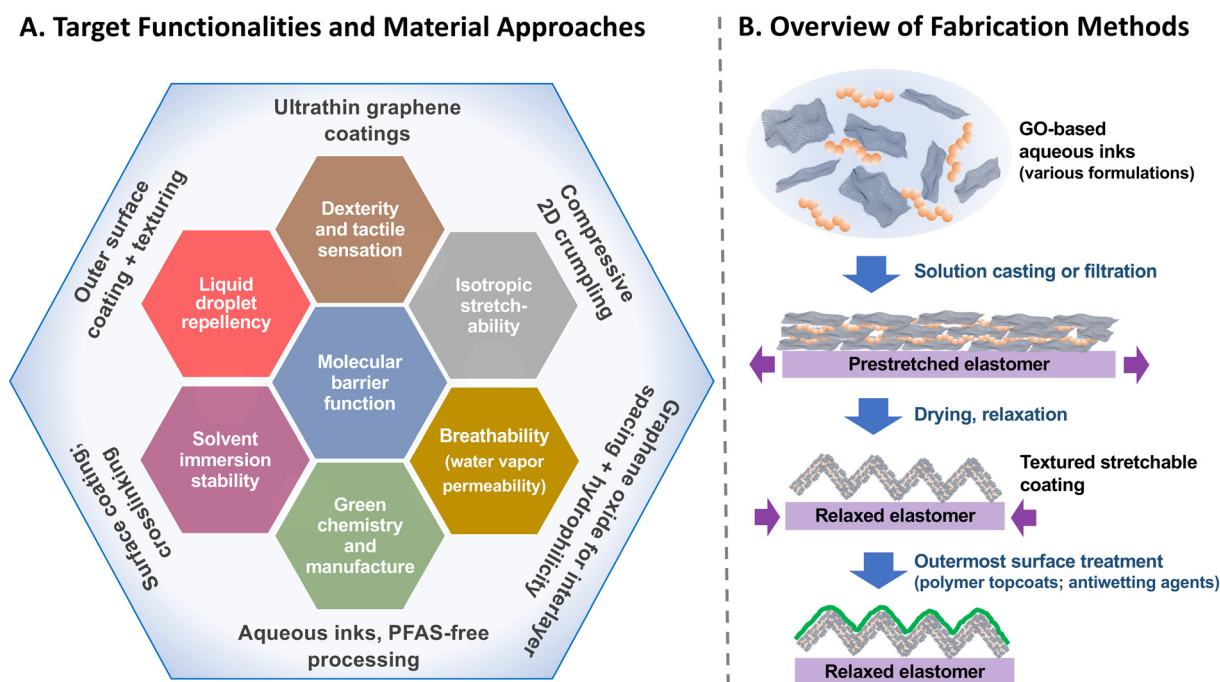 A. Target Functionalities and Material Approaches
Ultrathin graphene
coatings
Outer surface
coating + texturing
Compressive
2D crumpling
Dexterity
and tactile
sensation
Liquid
droplet
repellency
Isotropic
stretch-
ability
Molecular
barrier
function
Solvent
immersion
stability
Breathability
(water vapor
permeability)
Green
chemistry
and
manufacture
Surface coating;
crosslinking
Graphene oxide for interlayer
spacing + hydrophilicity
Aqueous inks, PFAS-free
processing
B. Overview of Fabrication Methods
GO-based
aqueous inks
(various formulations)
Solution casting or filtration
Prestretched elastomer
Drying, relaxation
Textured stretchable
coating
Relaxed elastomer
Outermost surface treatment
(polymer topcoats; antiwetting agents)
Relaxed elastomer